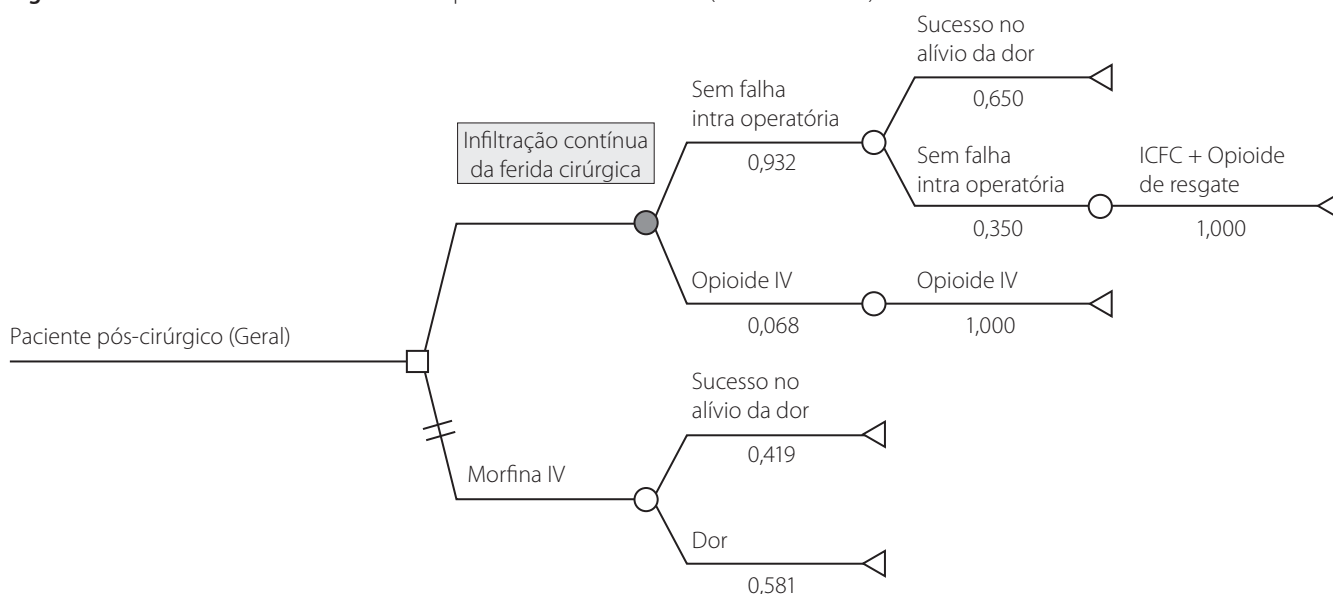 Sucesso no
alívio da dor
0,650
Sem falha
intra operatória
0,932
Infiltração contínua
da ferida cirúrgica
Sem falha
intra operatória
0,350
ICFC + Opioide
de resgate
1,000
Opioide IV
0,068
Opioide IV
1,000
Paciente pós-cirúrgico (Geral)
Sucesso no
alívio da dor
0,419
Morfina IV
Dor
0,581